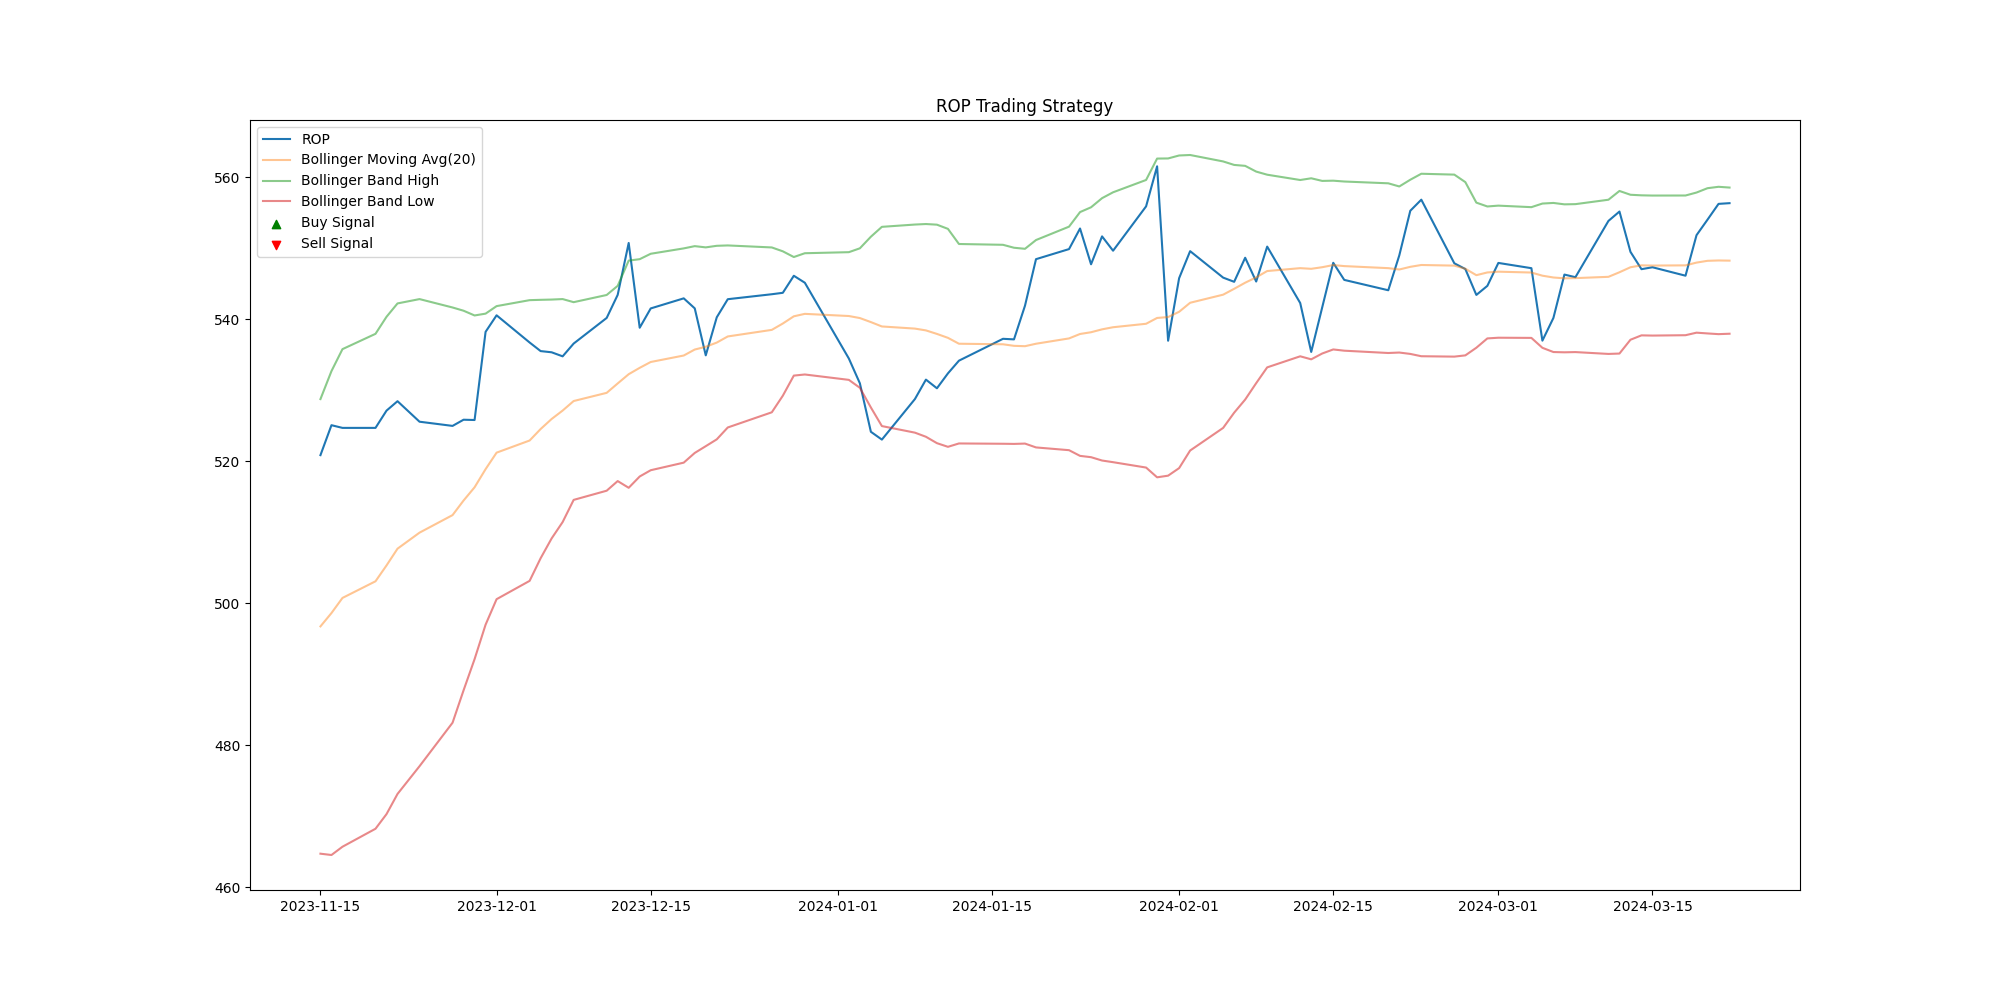 ROP Trading Strategy
ROP
Bollinger Moving Avg(20)
Bollinger Band High
Bollinger Band Low
Buy Signal
Sell Signal
560
540
520
500
480
460
2023-11-15 2023-12-01 2023-12-15 2024-01-01 2024-01-15 2024-02-01 2024-02-15 2024-03-01 2024-03-15